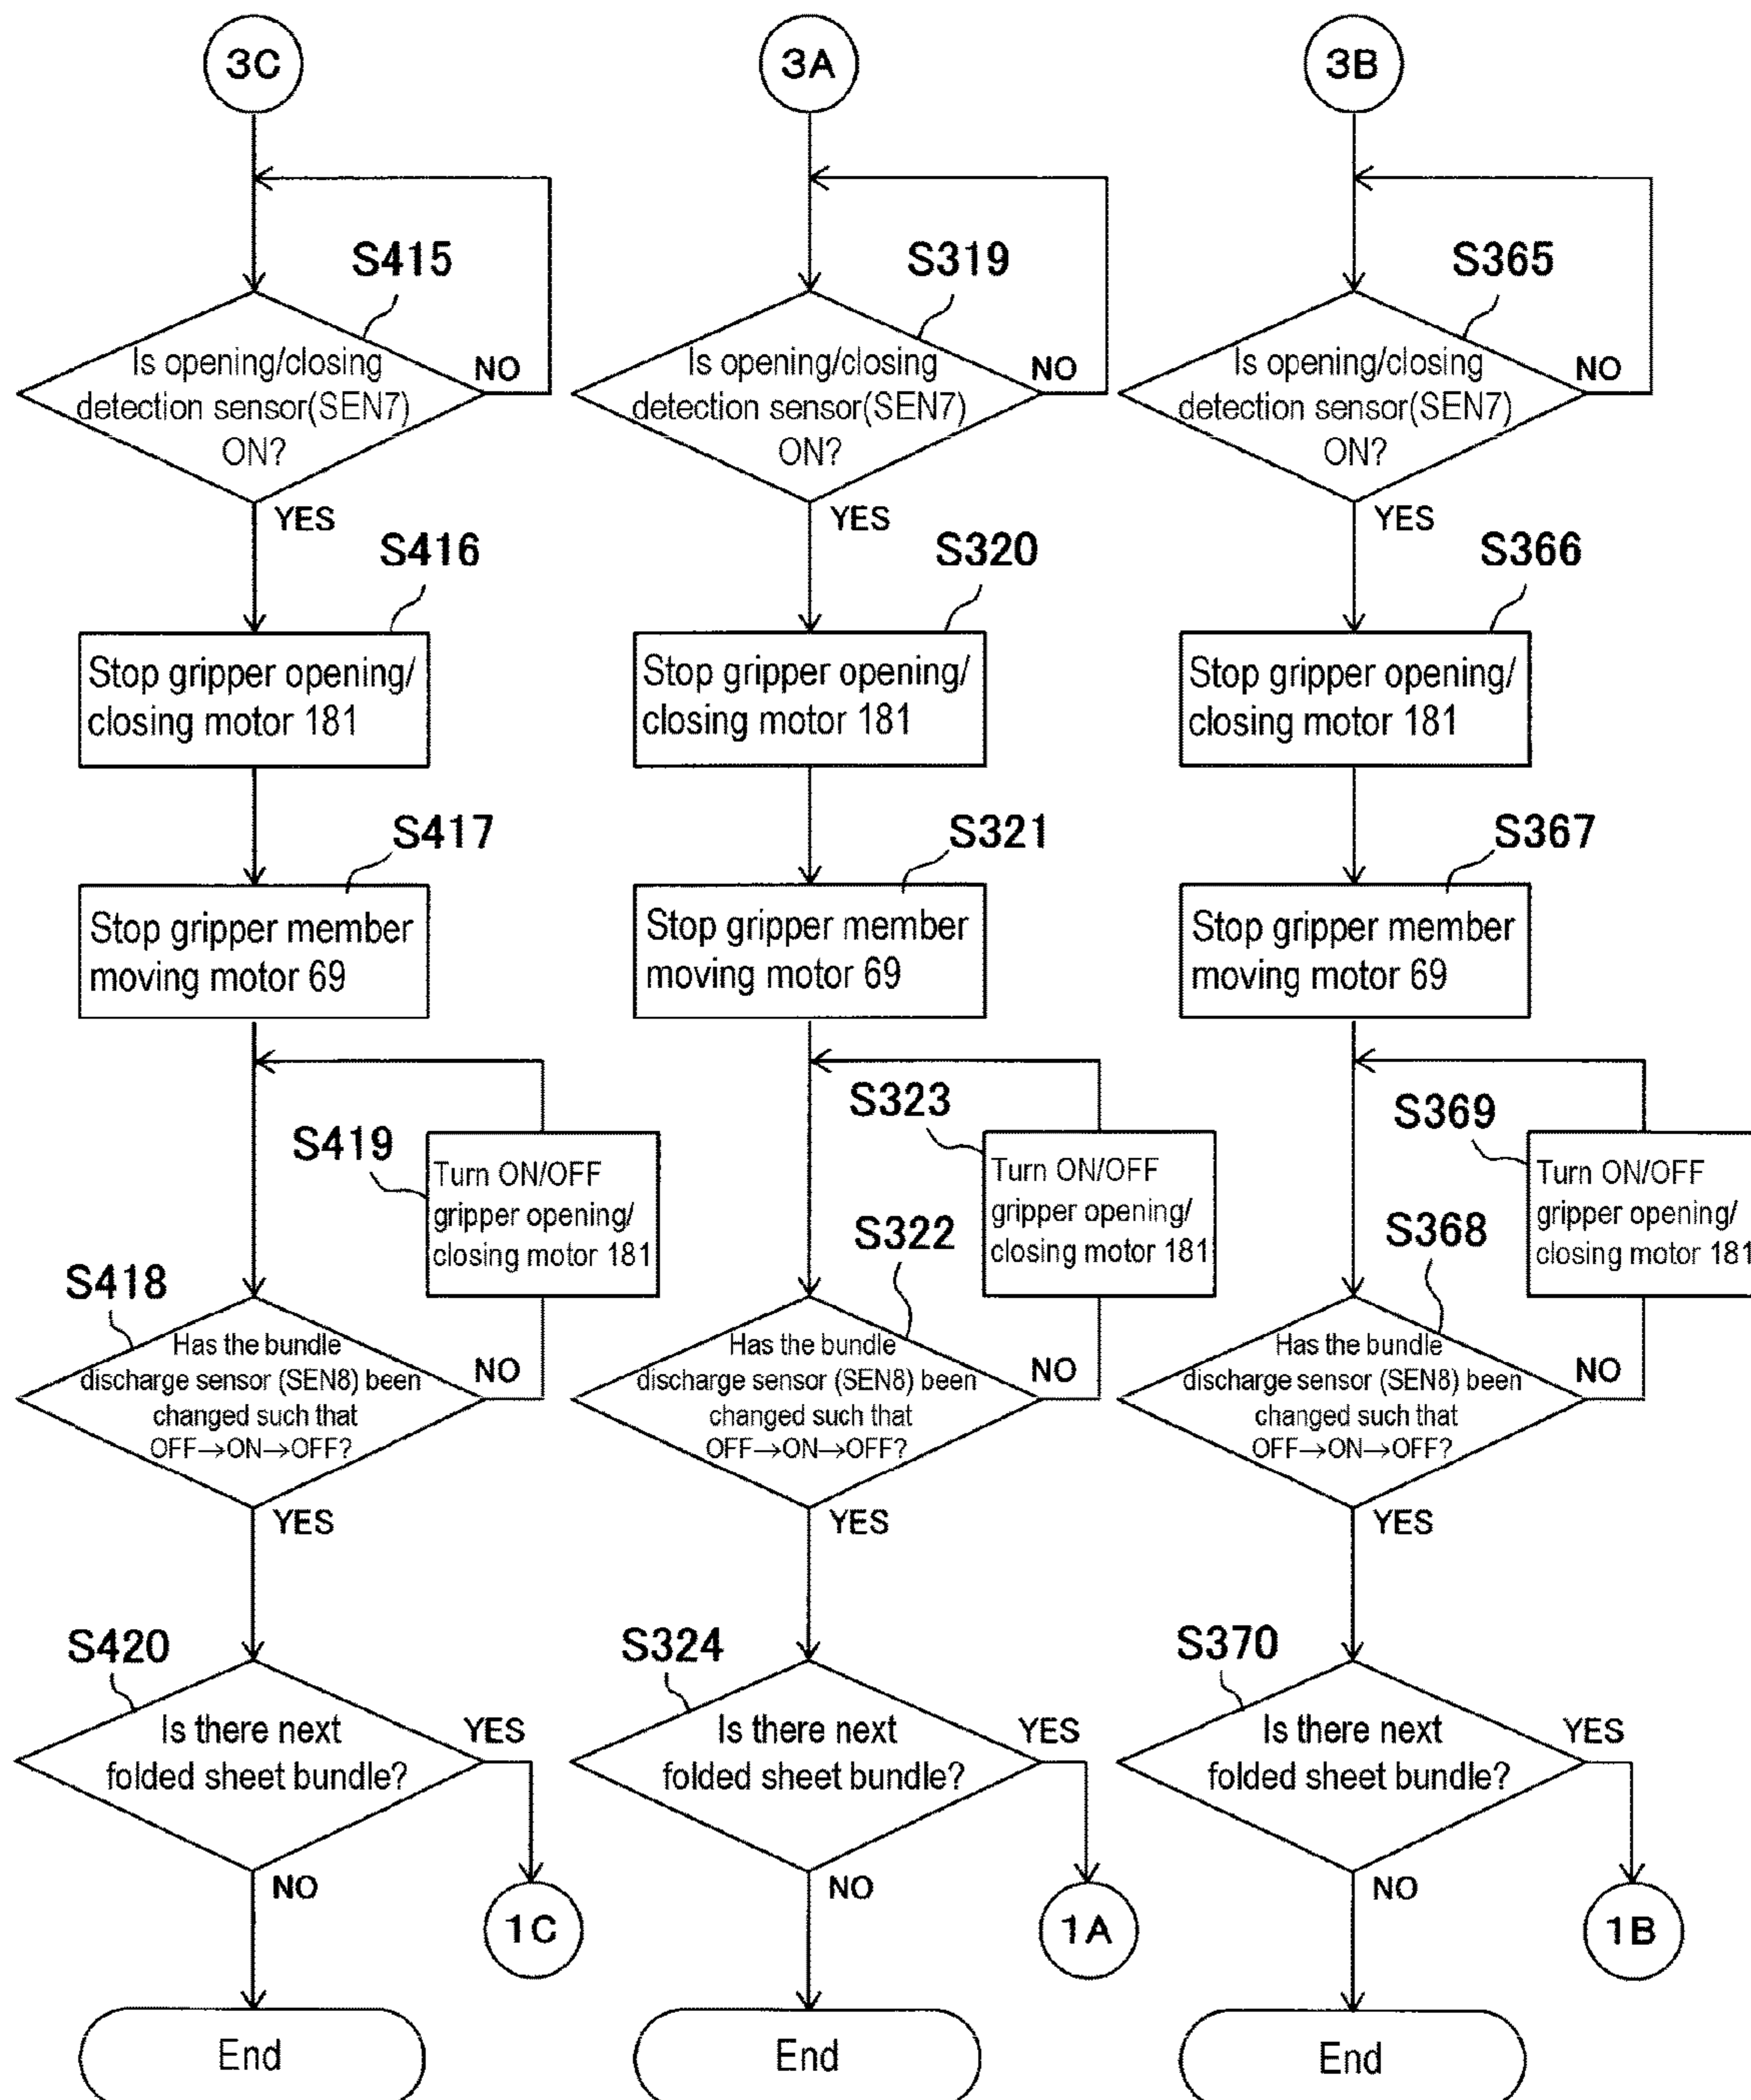 3C
S415
Is opening/closing
detection sensor(SEN7)
ON?
NO
YES
S416
Stop gripper opening/
closing motor 181
S417
Stop gripper member
moving motor 69
S419
Turn ON/OFF
gripper opening/
closing motor 181
S418
Has the bundle
discharge sensor (SEN8) been
changed such that
OFF→ON→OFF?
NO
YES
S420
Is there next
folded sheet bundle?
YES
NO
1C
End
3A
S319
Is opening/closing
detection sensor(SEN7)
ON?
NO
YES
S320
Stop gripper opening/
closing motor 181
S321
Stop gripper member
moving motor 69
S323
Turn ON/OFF
gripper opening/
closing motor 181
S322
Has the bundle
discharge sensor (SEN8) been
changed such that
OFF→ON→OFF?
NO
YES
S324
Is there next
folded sheet bundle?
YES
NO
1A
End
3B
S365
Is opening/closing
detection sensor(SEN7)
ON?
NO
YES
S366
Stop gripper opening/
closing motor 181
S367
Stop gripper member
moving motor 69
S369
Turn ON/OFF
gripper opening/
closing motor 181
S368
Has the bundle
discharge sensor (SEN8) been
changed such that
OFF→ON→OFF?
NO
YES
S370
Is there next
folded sheet bundle?
YES
NO
1B
End